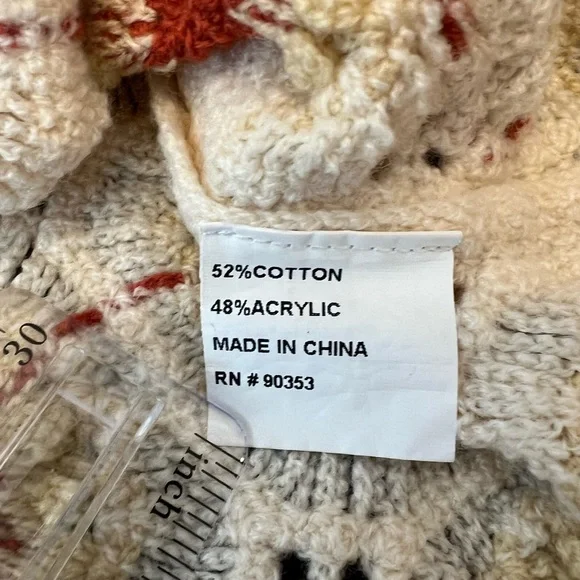 52%COTTON
48%ACRYLIC
MADE IN CHINA
RN # 90353
30
inch